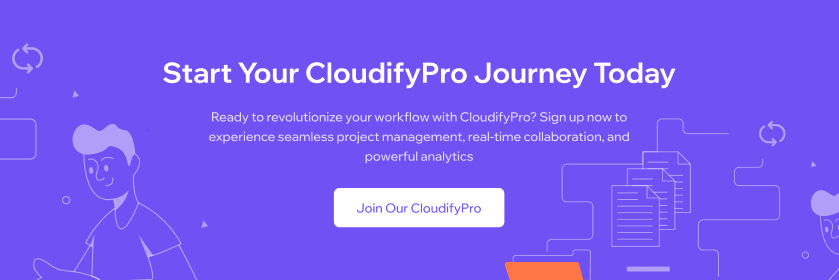 Start Your CloudifyPro Journey Today
Ready to revolutionize your workflow with CloudifyPro? Sign up now to
experience seamless project management, real-time collaboration, and
powerful analytics
Join Our CloudifyPro